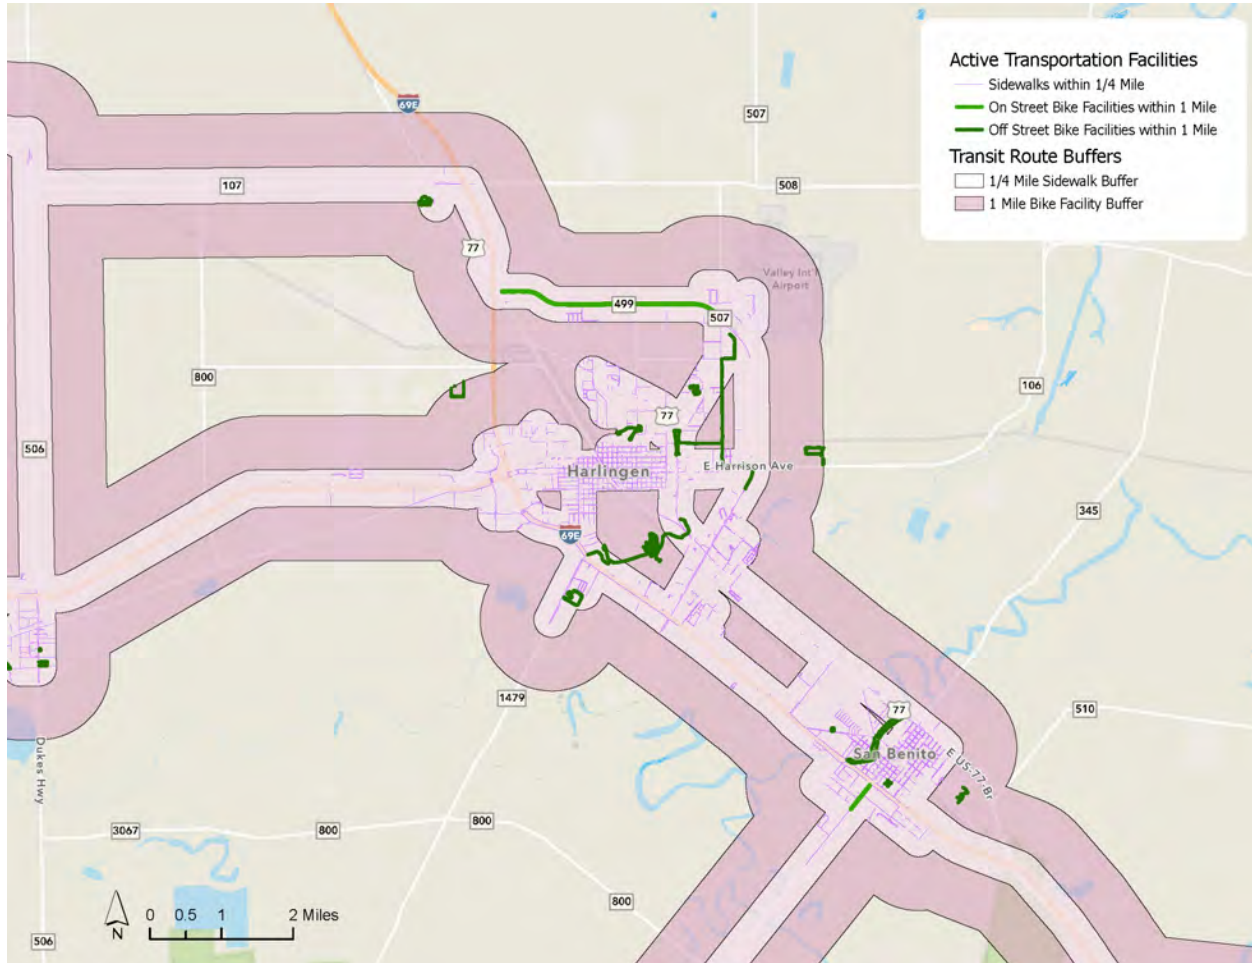 Active Transportation Facilities
Sidewalks within 1/4 Mile
On Street Bike Facilities within 1 Mile
Off Street Bike Facilities within 1 Mile
Transit Route Buffers
1/4 Mile Sidewalk Buffer
1 Mile Bike Facility Buffer
69E
507
107
508
77
Valley Int'l
Airport
499
507
800
106
77
506
E Harrison Ave
Harlingen
345
69E
1479
77
510
San Benito
E US-77-Br
Dukes Hwy
3067
800
800
800
0 0.5 1 2 Miles
N
506